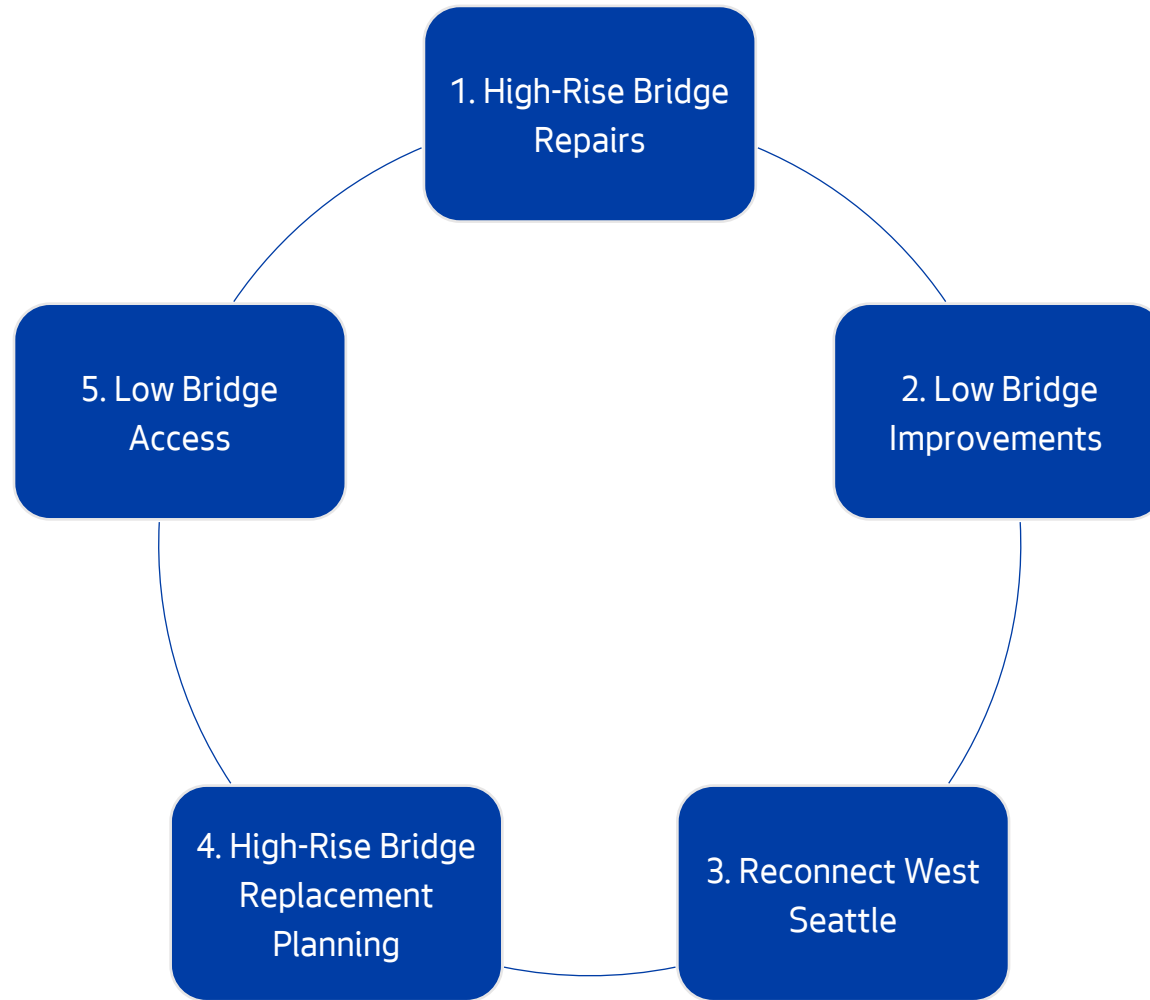 1. High-Rise Bridge
Repairs
2. Low Bridge
Improvements
3. Reconnect West
Seattle
4. High-Rise Bridge
Replacement
Planning
5. Low Bridge
Access